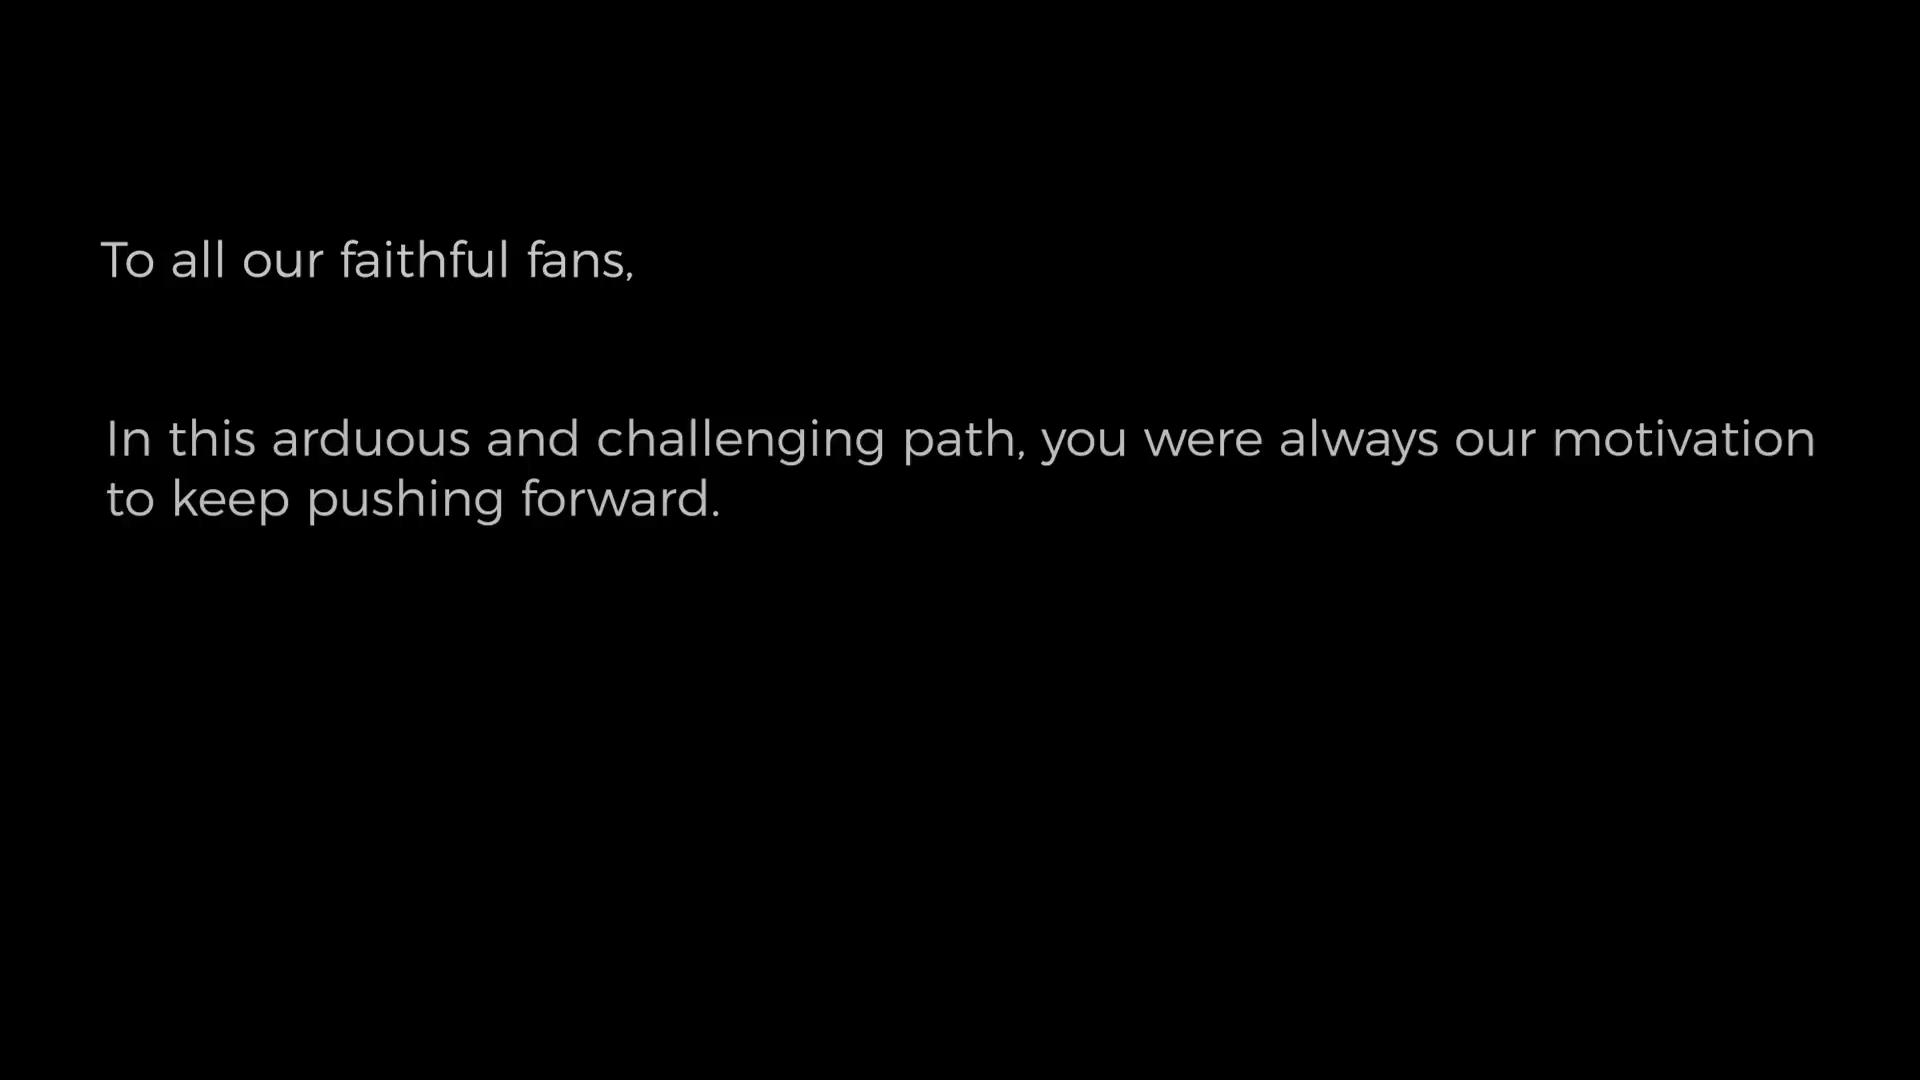 To all our faithful fans,
In this arduous and challenging path, you were always our motivation
to keep pushing forward.